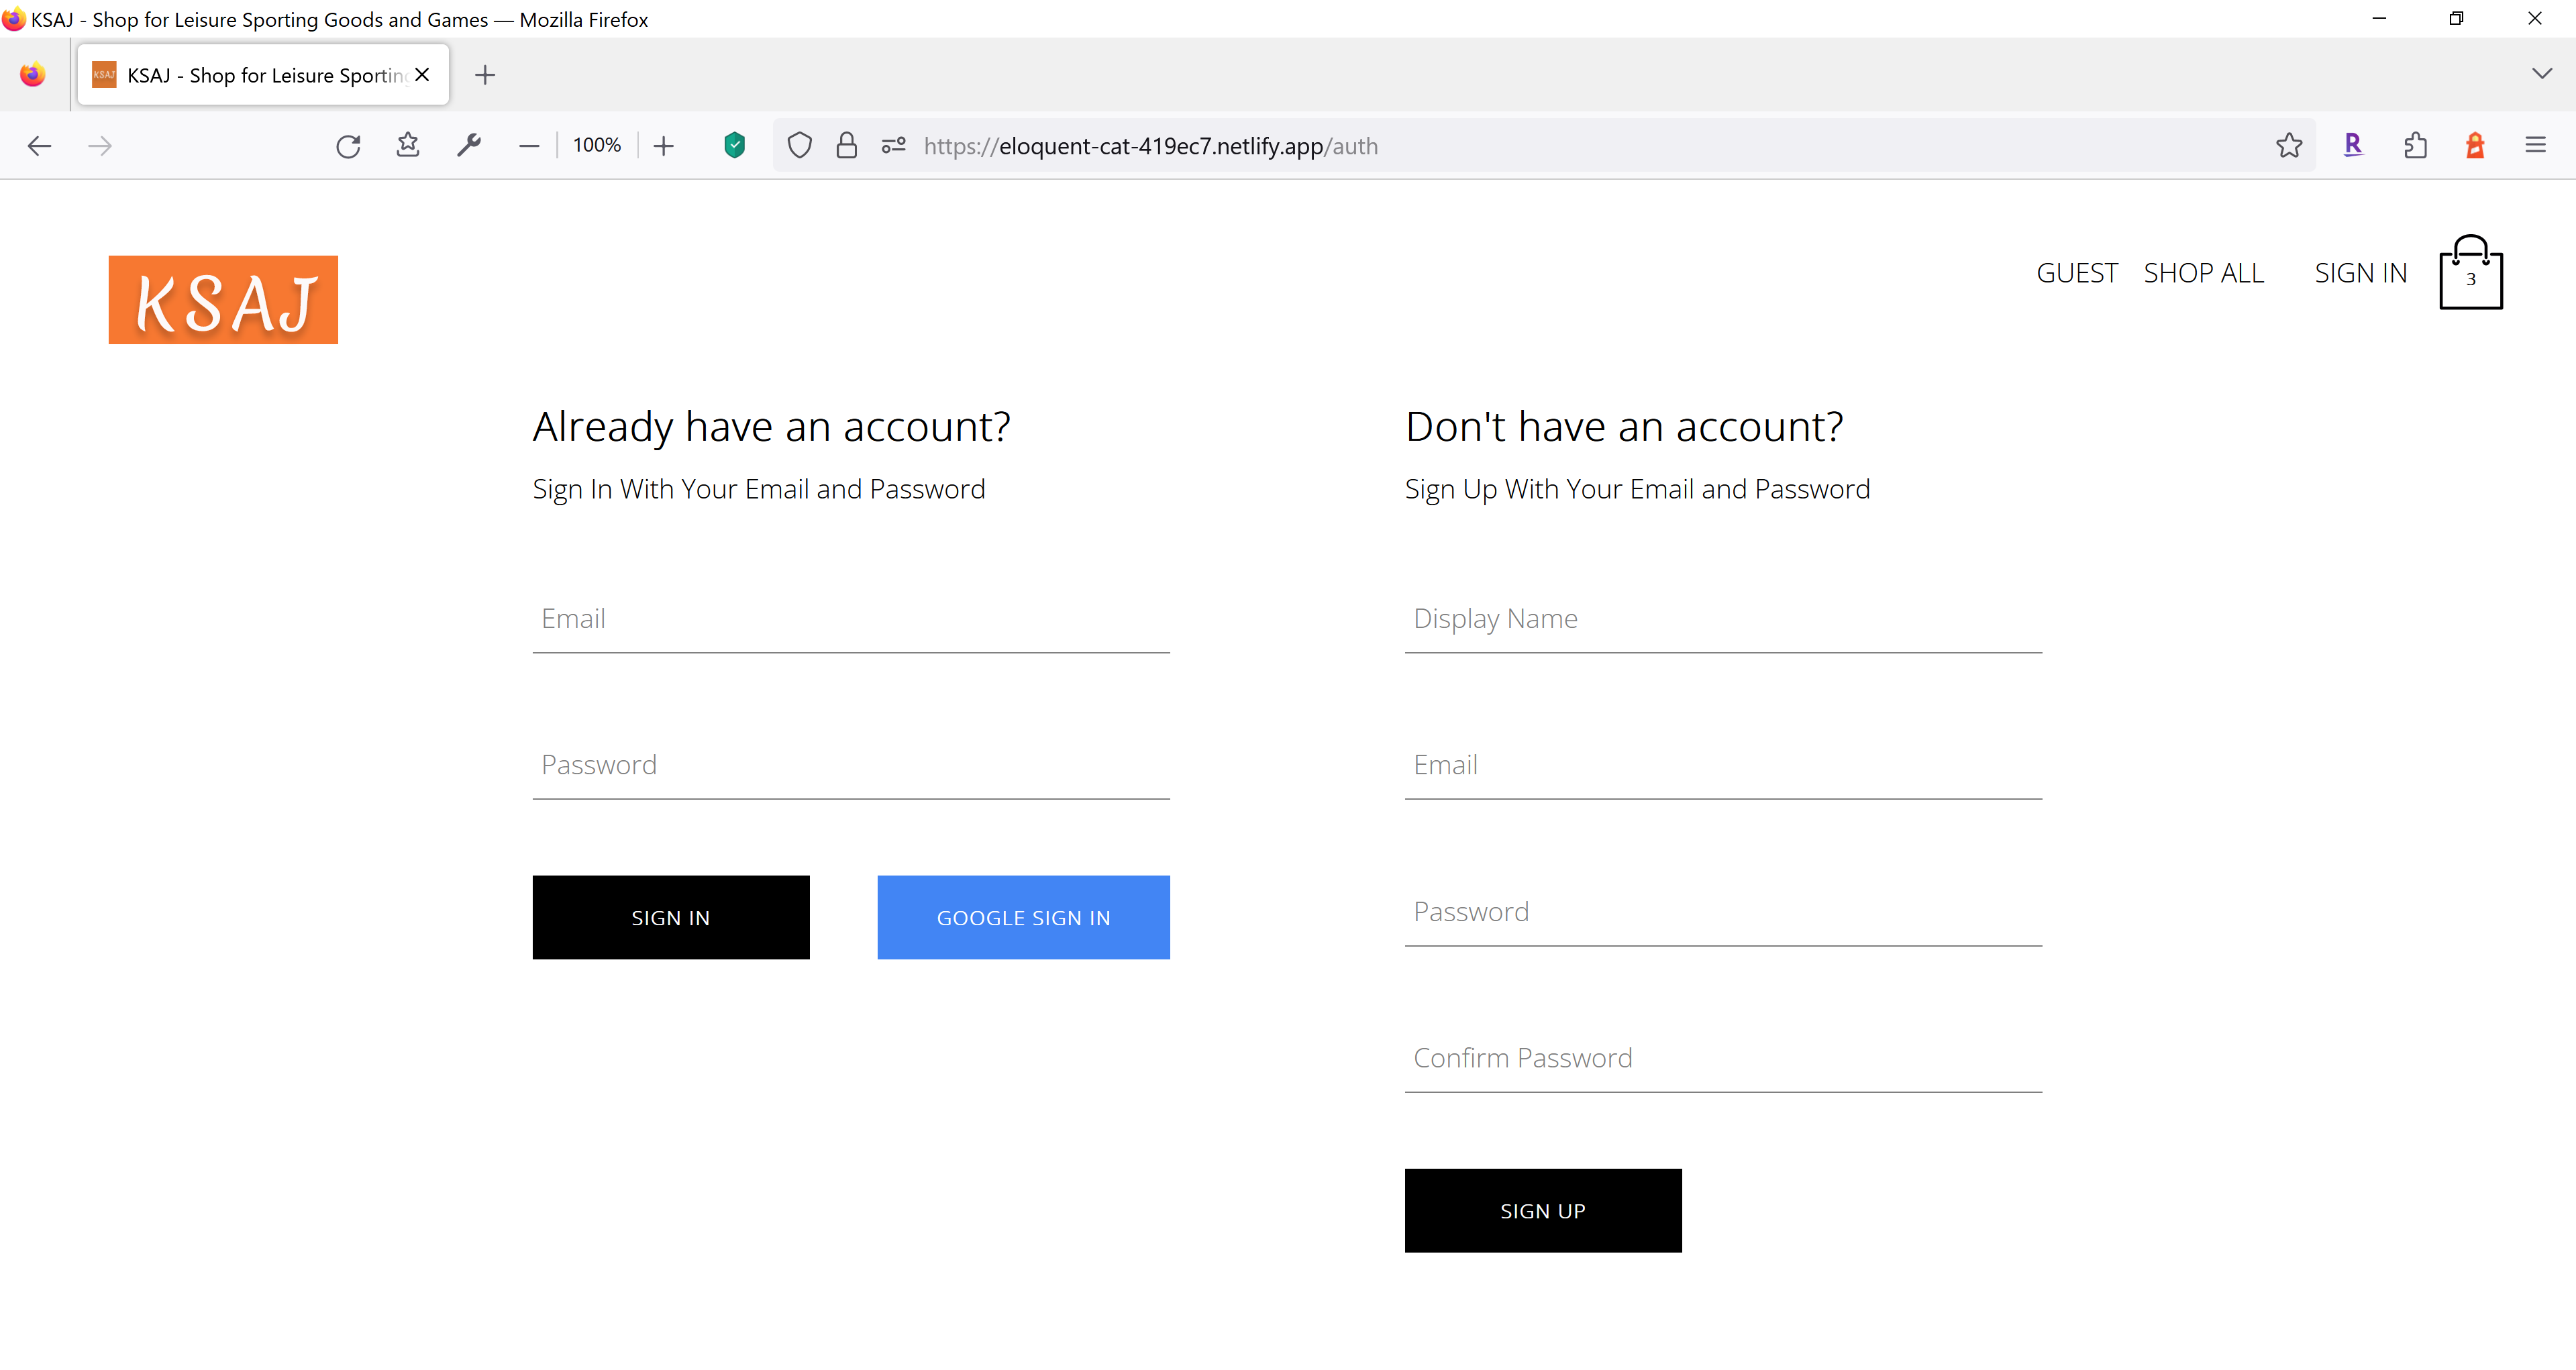 KSAJ - Shop for Leisure Sporting Goods and Games — Mozilla Firefox
KSAJ KSAJ - Shop for Leisure Sporting
100% https://eloquent-cat-419ec7.netlify.app/auth R
KSAJ
GUEST SHOP ALL SIGN IN 3
Already have an account?
Sign In With Your Email and Password
Email
Password
SIGN IN GOOGLE SIGN IN
Don't have an account?
Sign Up With Your Email and Password
Display Name
Email
Password
Confirm Password
SIGN UP